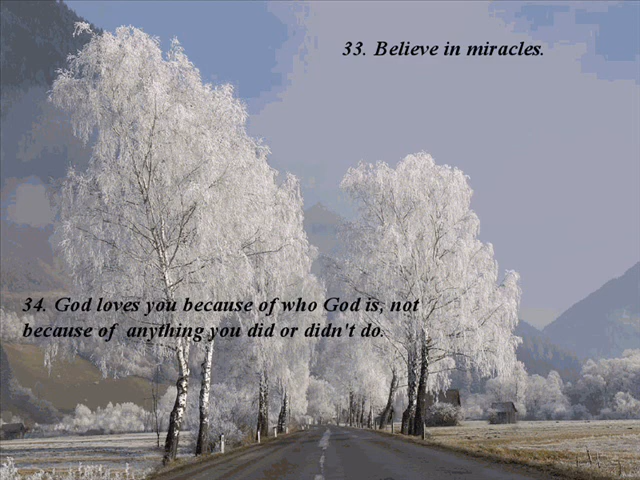 33. Believe in miracles.
34. God loves you because of who God is, not
because of anything you did or didn't do.